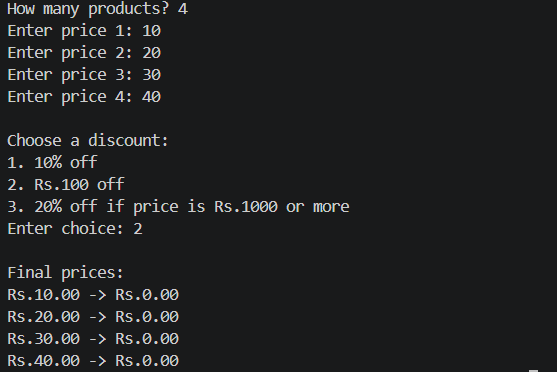 How many products? 4
Enter price 1: 10
Enter price 2: 20
Enter price 3: 30
Enter price 4: 40
Choose a discount:
1. 10% off
2. Rs.100 off
3. 20% off if price is Rs.1000 or more
Enter choice: 2
Final prices:
Rs.10.00 -> Rs.0.00
Rs.20.00 -> Rs.0.00
Rs.30.00 -> Rs.0.00
Rs.40.00 -> Rs.0.00